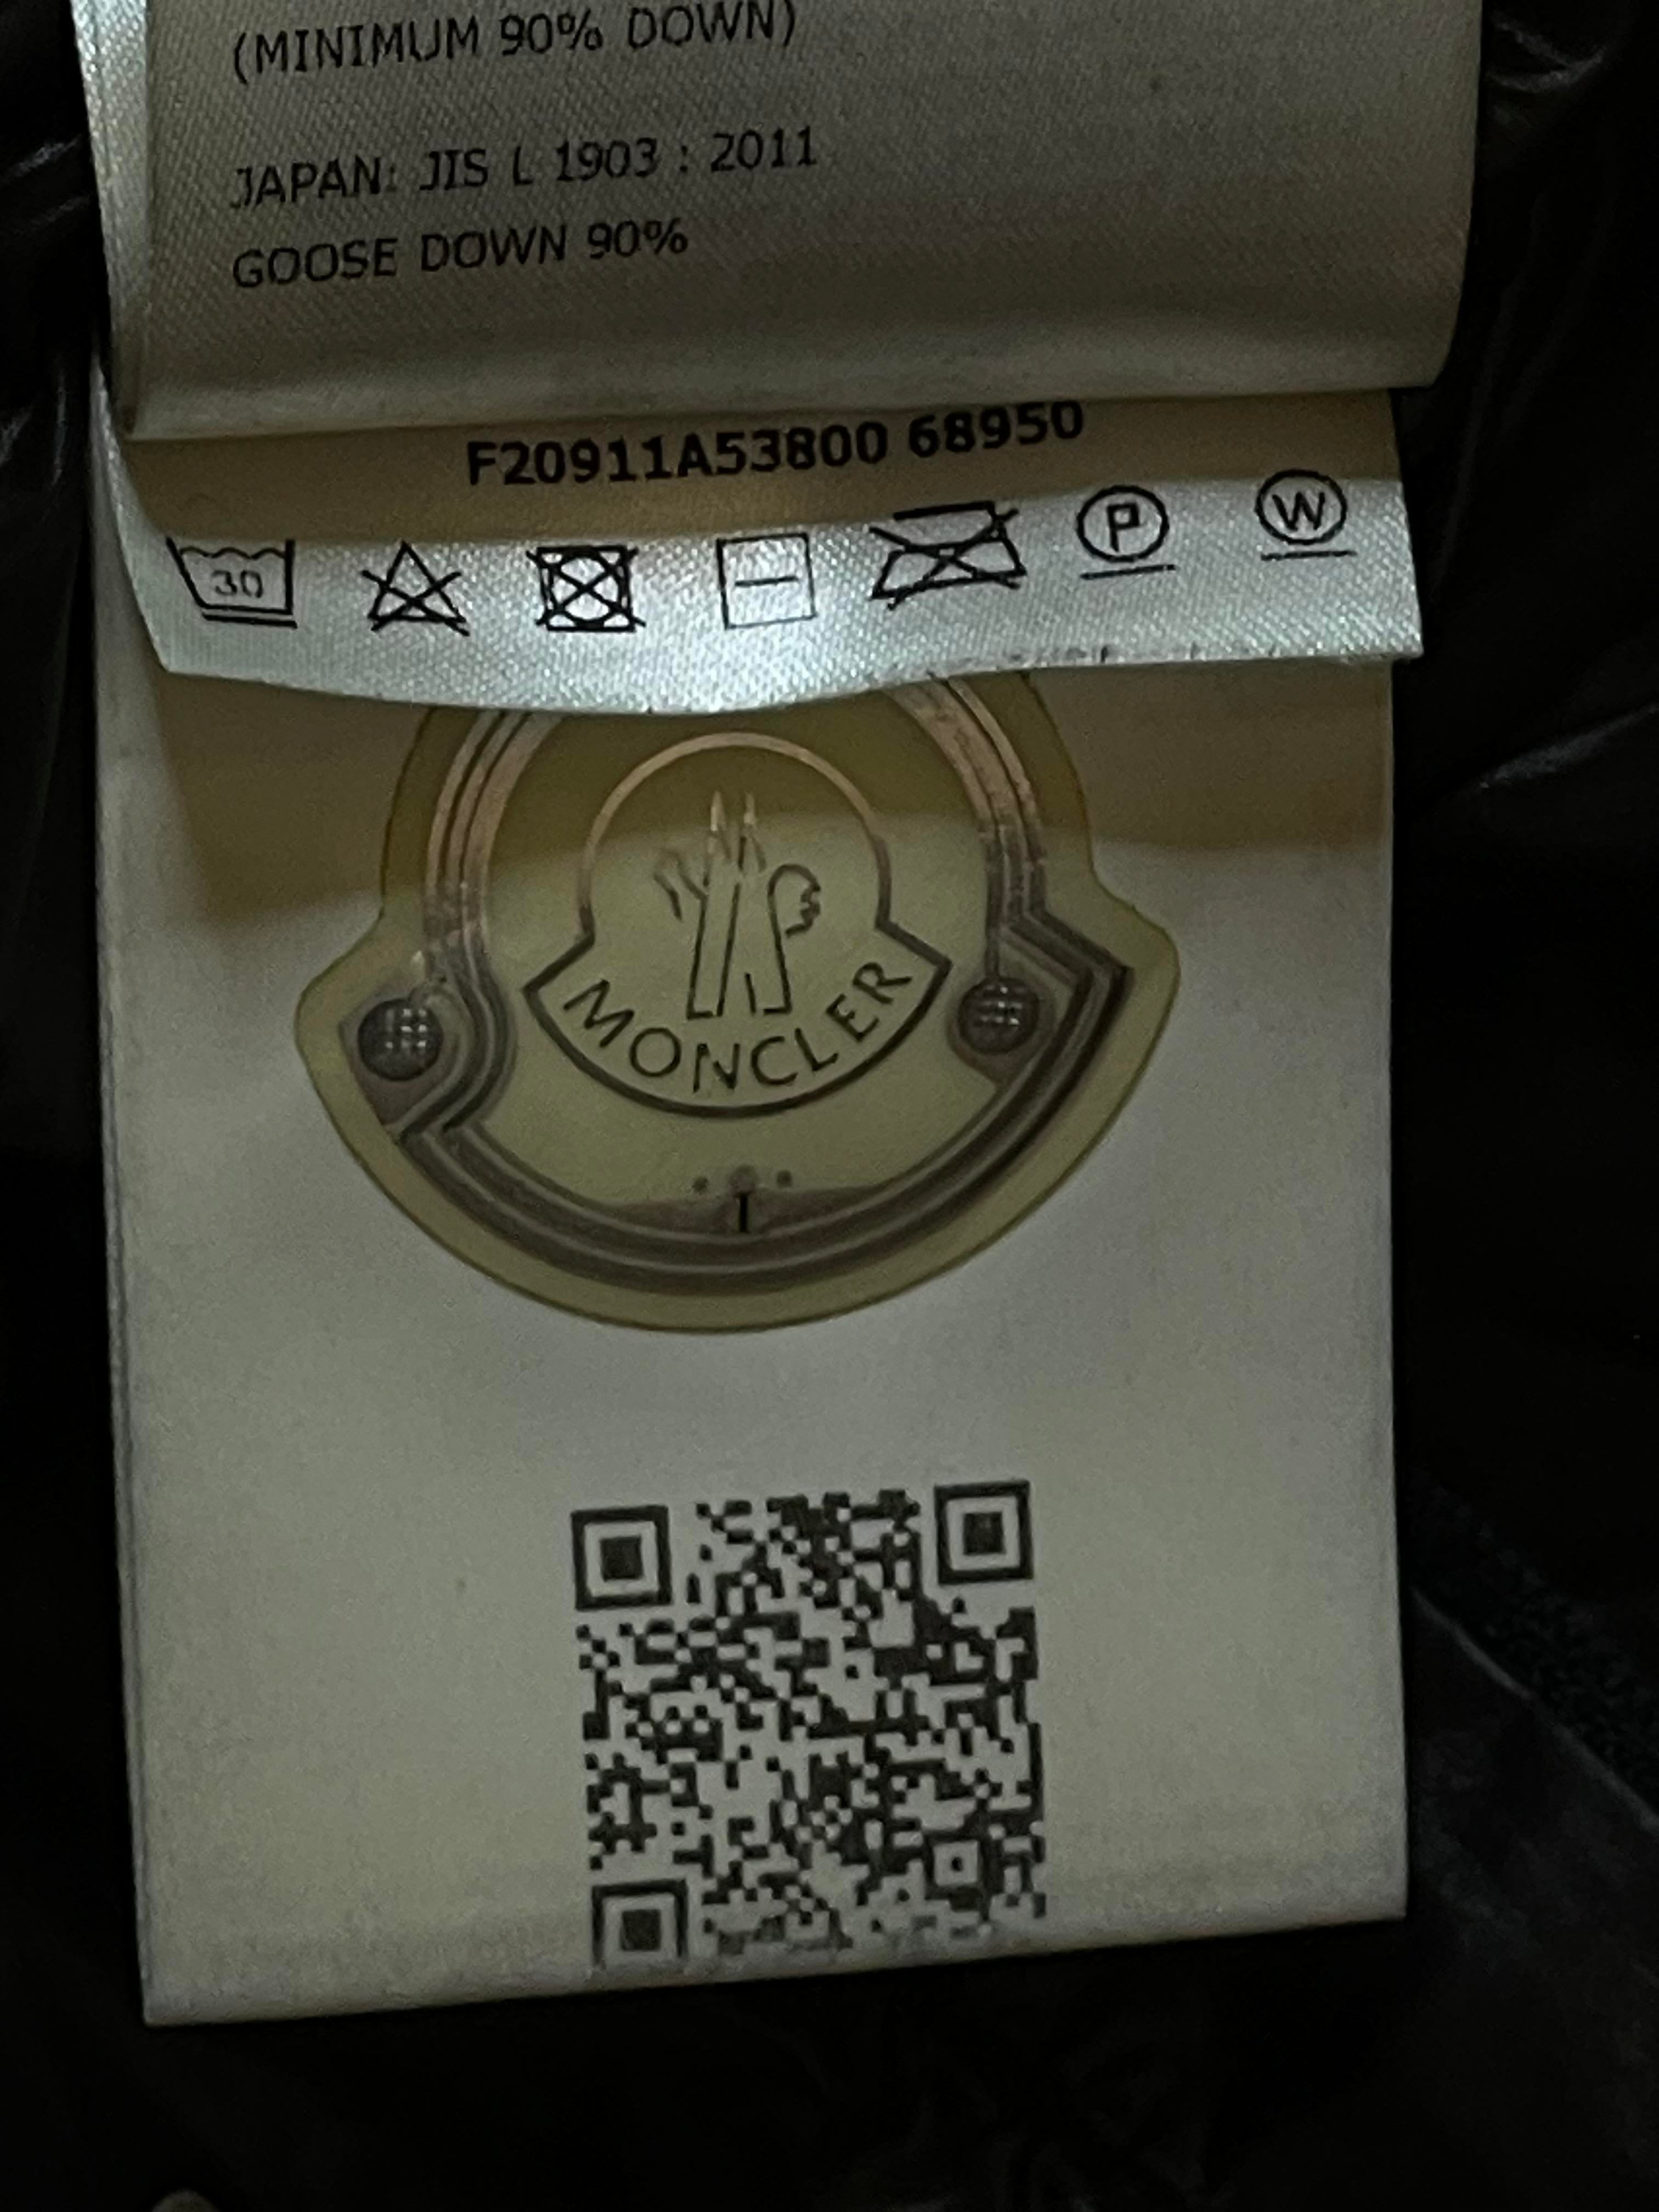 (MINIMUM 90% DOWN)
JAPAN: JIS L 1903 : 2011
GOOSE DOWN 90%
F20911A53800 68950
30
P
W
MONCLER